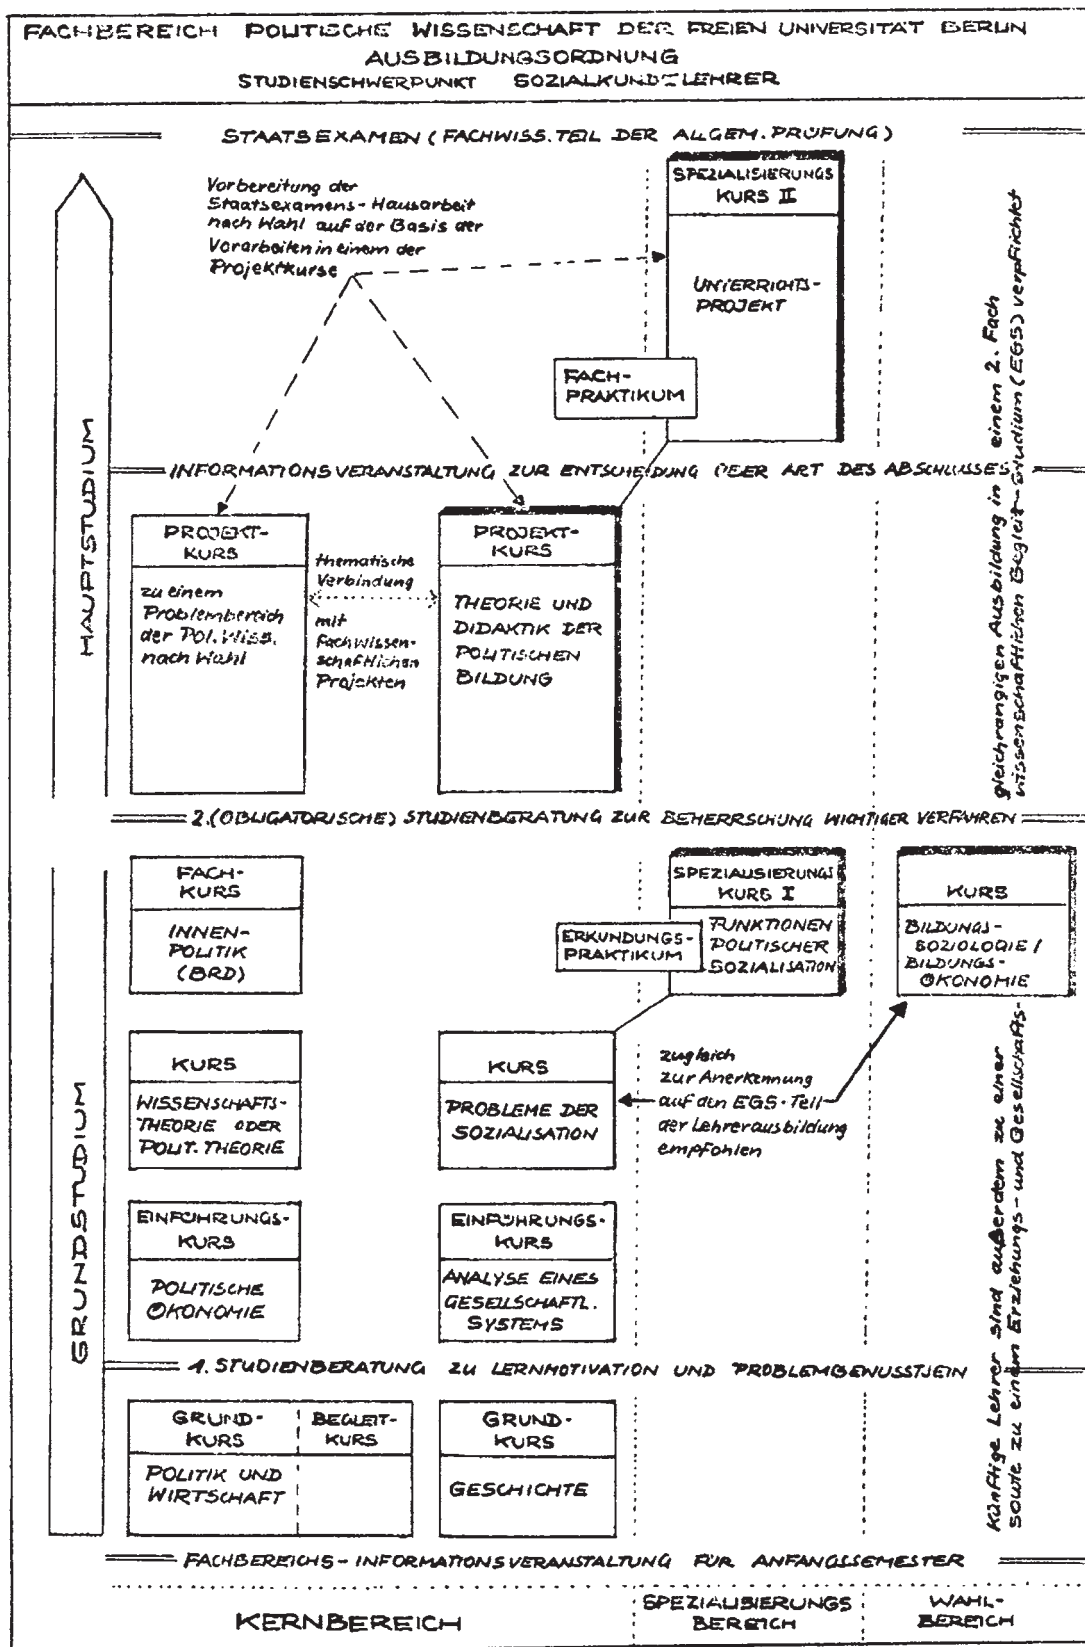 FACHBEREICH POLITISCHE WISSENSCHAFT DER FREIEN UNIVERSITÄT BERLIN
AUSBILDUNGSORDNUNG
STUDIENSCHWERPUNKT SOZIALKUNDELEHRER
STAATSEXAMEN (FACHWISS. TEIL DER ALLGEM. PRÜFUNG)
Vorbereitung der
Staatsexamens-Hausarbeit
nach Wahl auf der Basis der
Vorarbeiten in einem der
Projektkurse
SPEZIALISIERUNGS
KURS II
UNTERRICHTS-
PROJEKT
FACH-
PRAKTIKUM
HAUPTSTUDIUM
INFORMATIONSVERANSTALTUNG ZUR ENTSCHEIDUNG ÜBER ART DES ABSCHLUSSES
PROJEKT-
KURS
zu einem
Problembereich
der Pol. Wiss.
nach Wahl
thematische
Verbindung
mit
Fachwissen-
schaftlichen
Projekten
PROJEKT-
KURS
THEORIE UND
DIDAKTIK DER
POLITISCHEN
BILDUNG
2. (OBLIGATORISCHE) STUDIENBERATUNG ZUR BEHERRSCHUNG WICHTIGER VERFAHREN
FACH-
KURS
INNEN-
POLITIK
(BRD)
SPEZIALISIERUNGS
KURS I
FUNKTIONEN
POLITISCHER
SOZIALISATION
ERKUNDUNGS-
PRAKTIKUM
KURS
BILDUNGS-
SOZIOLOGIE /
BILDUNGS-
ÖKONOMIE
GRUNDSTUDIUM
KURS
WISSENSCHAFTS-
THEORIE ODER
POLIT. THEORIE
KURS
PROBLEME DER
SOZIALISATION
zugleich
zur Anerkennung
auf den EGS-Teil
der Lehrerausbildung
empfohlen
EINFÜHRUNGS-
KURS
POLITISCHE
ÖKONOMIE
EINFÜHRUNGS-
KURS
ANALYSE EINES
GESELLSCHAFTL.
SYSTEMS
1. STUDIENBERATUNG ZU LERNMOTIVATION UND PROBLEMBEWUSSTSEIN
GRUND-
KURS
POLITIK UND
WIRTSCHAFT
BEGLEIT-
KURS
GRUND-
KURS
GESCHICHTE
Künftige Lehrer sind außerdem zu einer gleichrangigen Ausbildung in einem 2. Fach
sowie zu einem Erziehungs- und Gesellschafts-wissenschaftlichen Begleit-Studium (EGS) verpflichtet
FACHBEREICHS-INFORMATIONSVERANSTALTUNG FÜR ANFANGSSEMESTER
KERNBEREICH
SPEZIALISIERUNGS
BEREICH
WAHL-
BEREICH